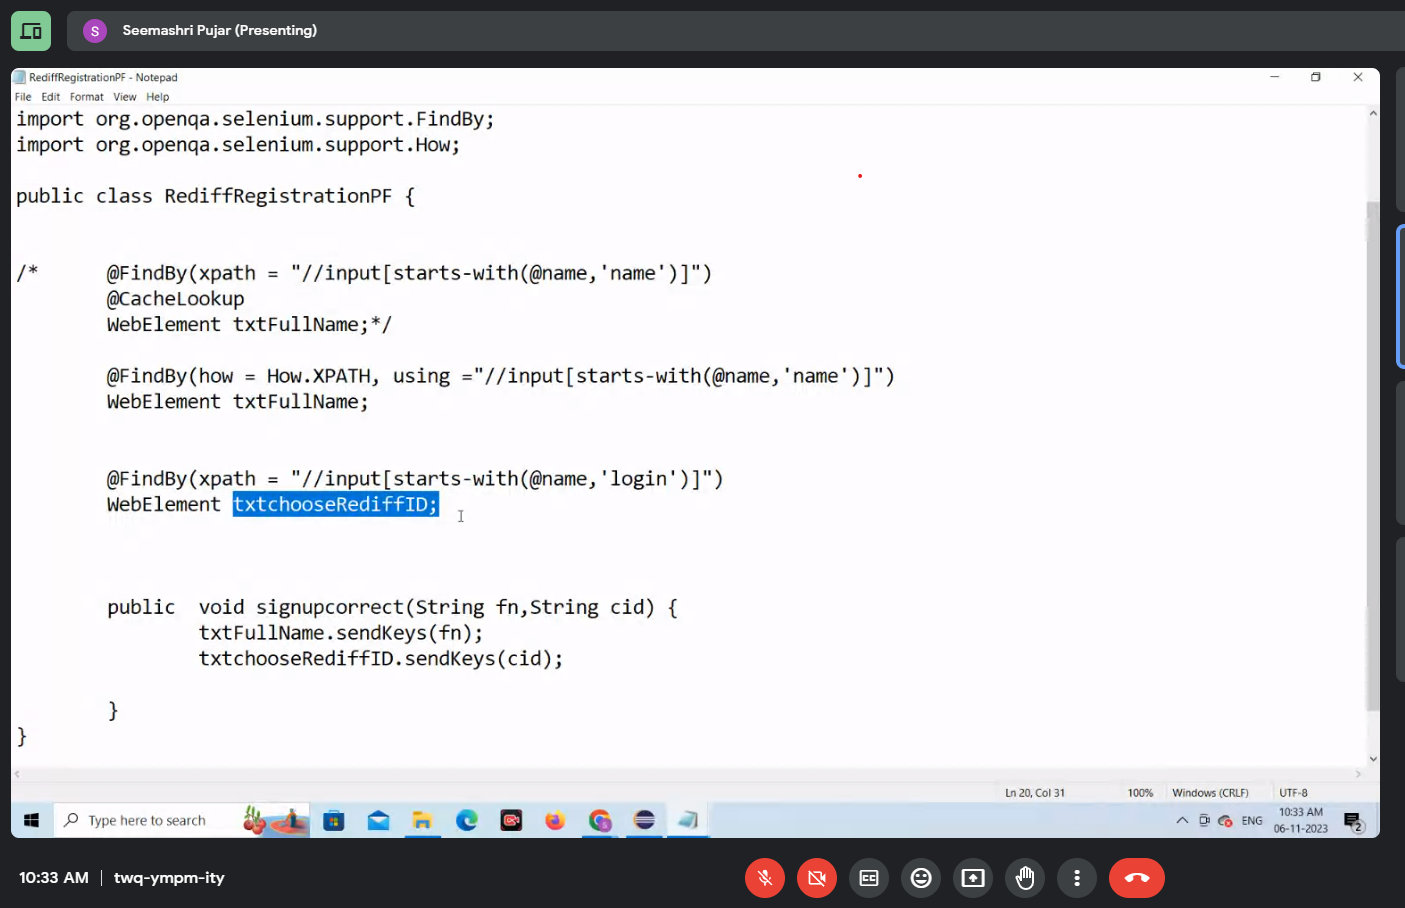 S Seemashri Pujar (Presenting)
RediffRegistrationPF - Notepad
File Edit Format View Help
import org.openqa.selenium.support.FindBy;
import org.openqa.selenium.support.How;
public class RediffRegistrationPF {
/* @FindBy(xpath = "//input[starts-with(@name,'name')]")
@CacheLookup
WebElement txtFullName;*/
@FindBy(how = How.XPATH, using ="//input[starts-with(@name,'name')]")
WebElement txtFullName;
@FindBy(xpath = "//input[starts-with(@name,'login')]")
WebElement txtchooseRediffID;
public  void signupcorrect(String fn,String cid) {
txtFullName.sendKeys(fn);
txtchooseRediffID.sendKeys(cid);
}
}
Ln 20, Col 31 100% Windows (CRLF) UTF-8
Type here to search
ENG
10:33 AM
06-11-2023
2
10:33 AM | twq-ympm-ity